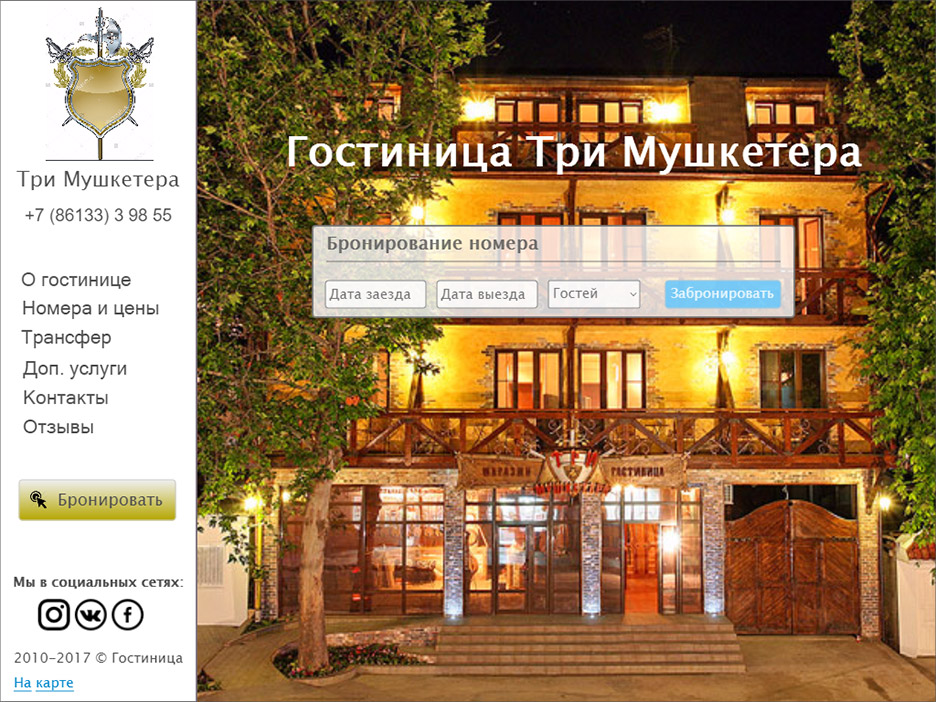 Три Мушкетера
+7 (86133) 3 98 55
О гостинице
Номера и цены
Трансфер
Доп. услуги
Контакты
Отзывы
Бронировать
Мы в социальных сетях:
2010-2017 © Гостиница
На карте
Гостиница Три Мушкетера
Бронирование номера
Дата заезда
Дата выезда
Гостей
Забронировать
МАГАЗИН
ТРИ
ГОСТИНИЦА
МУШКЕТЕРА